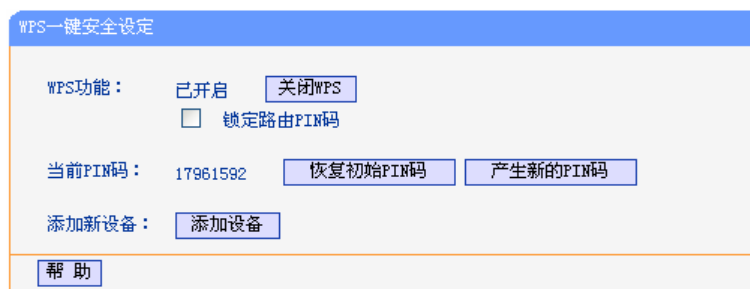 WPS一键安全设定
WPS功能： 已开启 关闭WPS
锁定路由PIN码
当前PIN码： 17961592 恢复初始PIN码 产生新的PIN码
添加新设备： 添加设备
帮 助